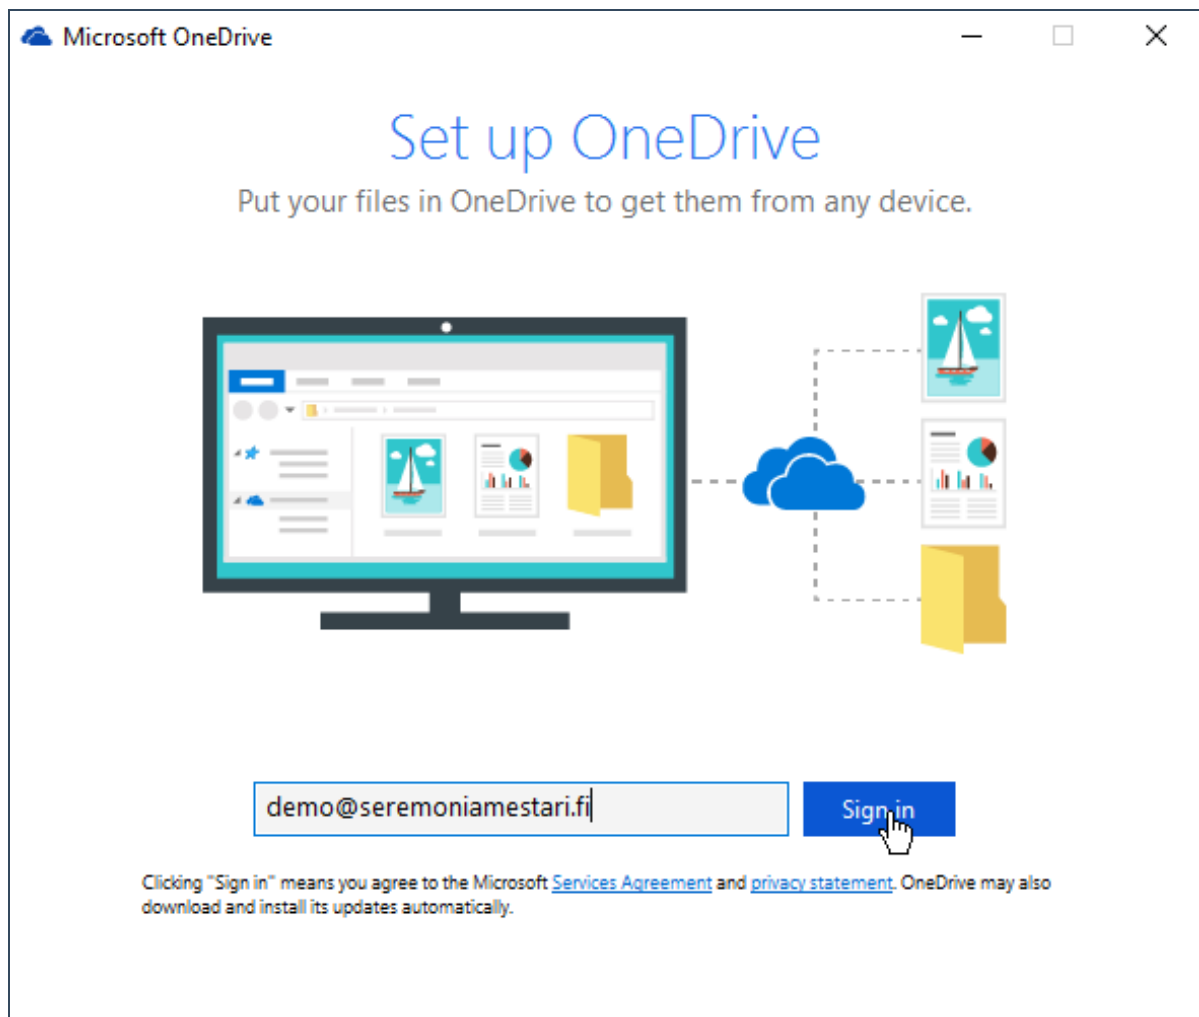 Microsoft OneDrive
Set up OneDrive
Put your files in OneDrive to get them from any device.
demo@seremoniamestari.fi
Sign in
Clicking "Sign in" means you agree to the Microsoft Services Agreement and privacy statement. OneDrive may also
download and install its updates automatically.